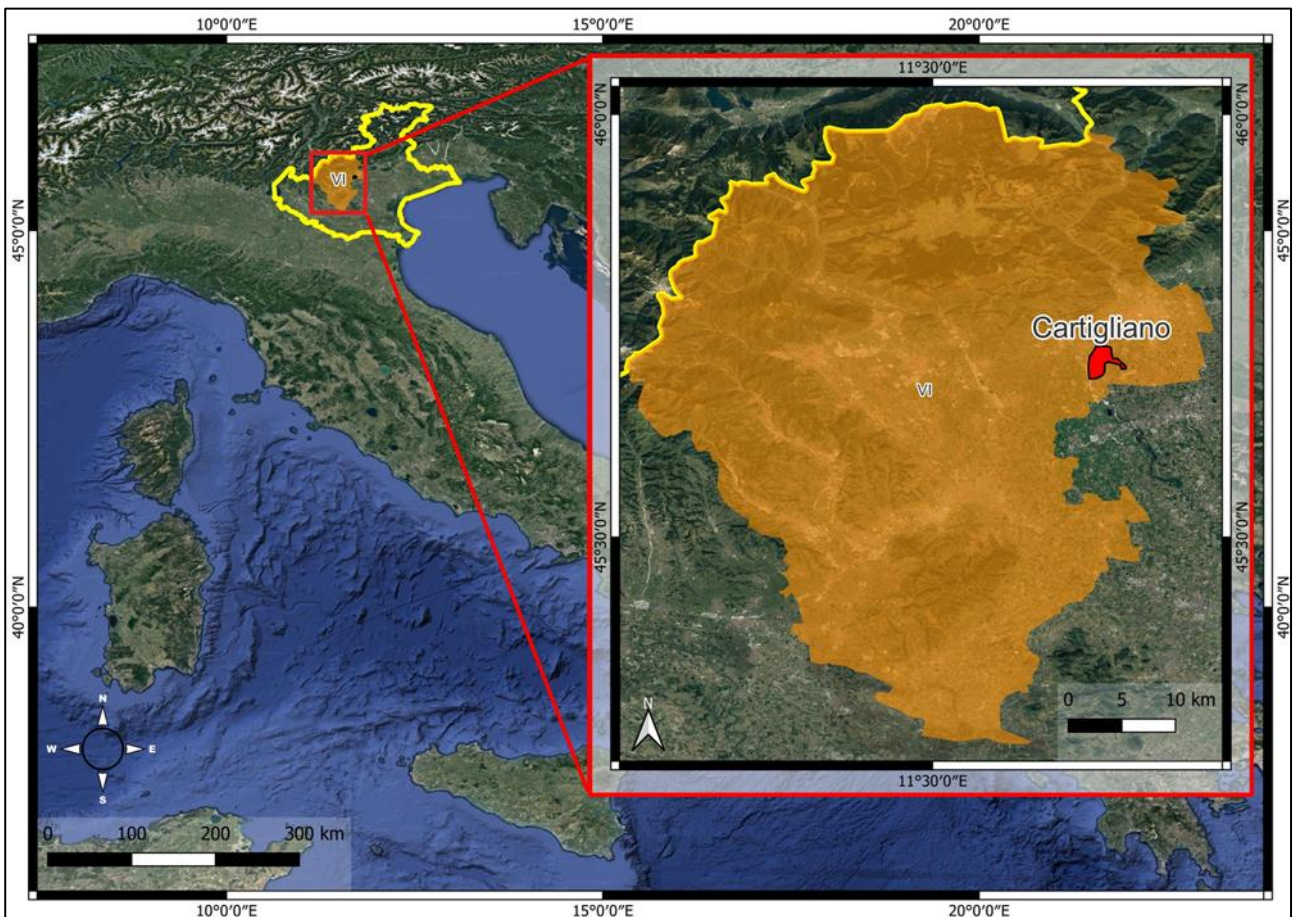 10°0′0″E
15°0′0″E
20°0′0″E
11°30′0″E
46°0′0″N
46°0′0″N
45°0′0″N
45°0′0″N
VI
Cartigliano
VI
45°30′0″N
45°30′0″N
40°0′0″N
40°0′0″N
N
W
E
S
N
0
5
10 km
11°30′0″E
0
100
200
300 km
10°0′0″E
15°0′0″E
20°0′0″E